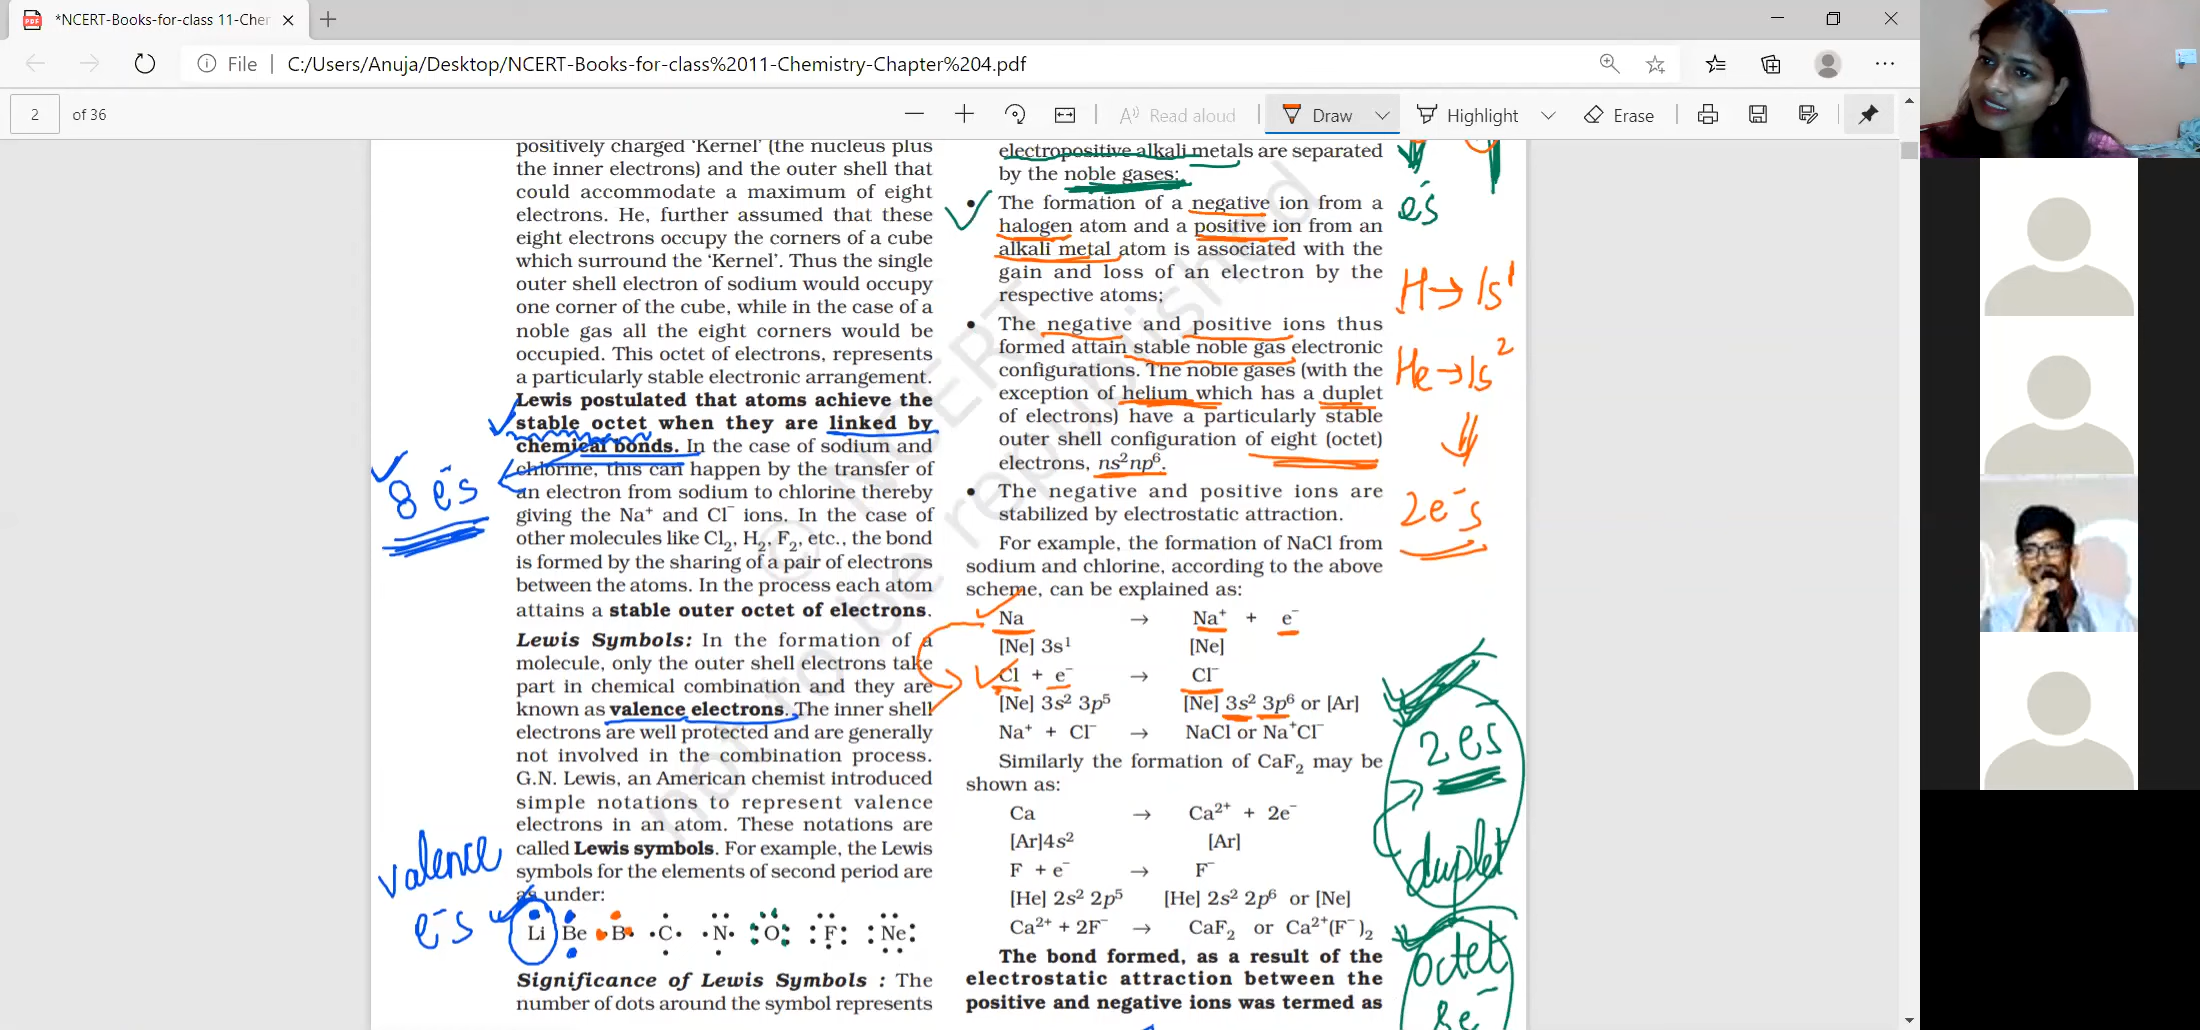 *NCERT-Books-for-class 11-Cher
File
C:/Users/Anuja/Desktop/NCERT-Books-for-class%2011-Chemistry-Chapter%204.pdf
2 of 36
Read aloud
Draw
Highlight
Erase
positively charged ‘Kernel’ (the nucleus plus
the inner electrons) and the outer shell that
could accommodate a maximum of eight
electrons. He, further assumed that these
eight electrons occupy the corners of a cube
which surround the ‘Kernel’. Thus the single
outer shell electron of sodium would occupy
one corner of the cube, while in the case of a
noble gas all the eight corners would be
occupied. This octet of electrons, represents
a particularly stable electronic arrangement.
Lewis postulated that atoms achieve the
stable octet when they are linked by
chemical bonds. In the case of sodium and
chlorine, this can happen by the transfer of
an electron from sodium to chlorine thereby
giving the Na⁺ and Cl⁻ ions. In the case of
other molecules like Cl₂, H₂, F₂, etc., the bond
is formed by the sharing of a pair of electrons
between the atoms. In the process each atom
attains a stable outer octet of electrons.
Lewis Symbols: In the formation of a
molecule, only the outer shell electrons take
part in chemical combination and they are
known as valence electrons. The inner shell
electrons are well protected and are generally
not involved in the combination process.
G.N. Lewis, an American chemist introduced
simple notations to represent valence
electrons in an atom. These notations are
called Lewis symbols. For example, the Lewis
symbols for the elements of second period are
as under:
Li Be B C N O F Ne
Significance of Lewis Symbols : The
number of dots around the symbol represents
8 e⁻s
valence
e⁻s
electropositive alkali metals are separated
by the noble gases;
• The formation of a negative ion from a
halogen atom and a positive ion from an
alkali metal atom is associated with the
gain and loss of an electron by the
respective atoms;
• The negative and positive ions thus
formed attain stable noble gas electronic
configurations. The noble gases (with the
exception of helium which has a duplet
of electrons) have a particularly stable
outer shell configuration of eight (octet)
electrons, ns²np⁶.
• The negative and positive ions are
stabilized by electrostatic attraction.
For example, the formation of NaCl from
sodium and chlorine, according to the above
scheme, can be explained as:
Na → Na⁺ + e⁻
[Ne] 3s¹ [Ne]
Cl + e⁻ → Cl⁻
[Ne] 3s² 3p⁵ [Ne] 3s² 3p⁶ or [Ar]
Na⁺ + Cl⁻ → NaCl or Na⁺Cl⁻
Similarly the formation of CaF₂ may be
shown as:
Ca → Ca²⁺ + 2e⁻
[Ar]4s² [Ar]
F + e⁻ → F⁻
[He] 2s² 2p⁵ [He] 2s² 2p⁶ or [Ne]
Ca²⁺ + 2F⁻ → CaF₂ or Ca²⁺(F⁻)₂
The bond formed, as a result of the
electrostatic attraction between the
positive and negative ions was termed as
e⁻s
H → 1s¹
He → 1s²
2e⁻s
2 e⁻s
duplet
octet
8e⁻
© NCERT
not to be republished